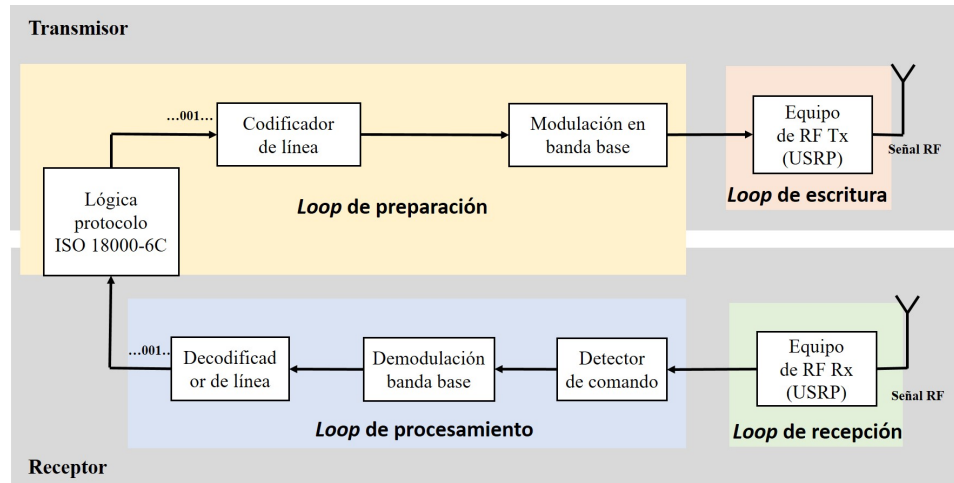 Transmisor
...001...
Codificador
de línea
Modulación en
banda base
Equipo
de RF Tx
(USRP)
Señal RF
Lógica
protocolo
ISO 18000-6C
Loop de preparación
Loop de escritura
...001...
Decodificad
or de línea
Demodulación
banda base
Detector
de comando
Equipo
de RF Rx
(USRP)
Señal RF
Loop de procesamiento
Loop de recepción
Receptor